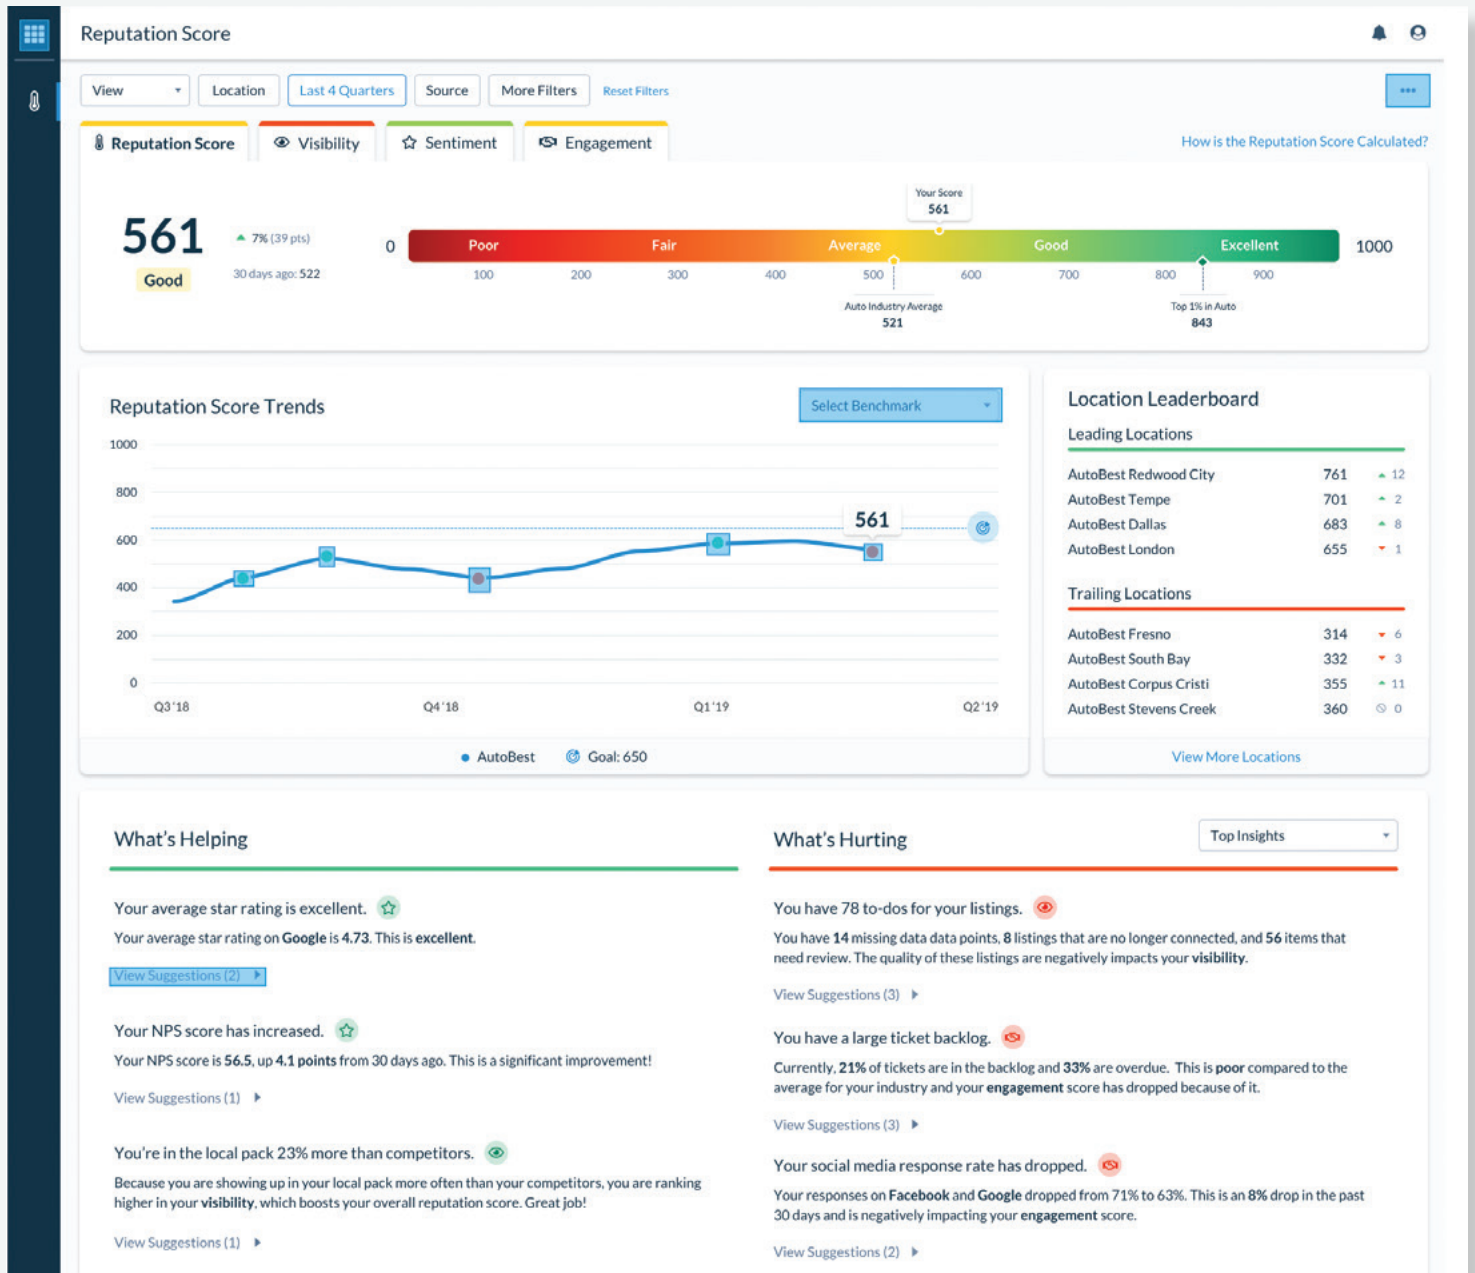 Reputation Score
View
Location
Last 4 Quarters
Source
More Filters
Reset Filters
Reputation Score
Visibility
Sentiment
Engagement
How is the Reputation Score Calculated?
561
Good
7% (39 pts)
30 days ago: 522
Your Score
561
0
Poor
Fair
Average
Good
Excellent
1000
100
200
300
400
500
600
700
800
900
Auto Industry Average
521
Top 1% in Auto
843
Reputation Score Trends
Select Benchmark
1000
800
600
400
200
0
561
Q3'18
Q4'18
Q1'19
Q2'19
AutoBest
Goal: 650
Location Leaderboard
Leading Locations
AutoBest Redwood City 761 12
AutoBest Tempe 701 2
AutoBest Dallas 683 8
AutoBest London 655 1
Trailing Locations
AutoBest Fresno 314 6
AutoBest South Bay 332 3
AutoBest Corpus Cristi 355 11
AutoBest Stevens Creek 360 0
View More Locations
What's Helping
Your average star rating is excellent.
Your average star rating on Google is 4.73. This is excellent.
View Suggestions (2)
Your NPS score has increased.
Your NPS score is 56.5, up 4.1 points from 30 days ago. This is a significant improvement!
View Suggestions (1)
You're in the local pack 23% more than competitors.
Because you are showing up in your local pack more often than your competitors, you are ranking
higher in your visibility, which boosts your overall reputation score. Great job!
View Suggestions (1)
What's Hurting
Top Insights
You have 78 to-dos for your listings.
You have 14 missing data data points, 8 listings that are no longer connected, and 56 items that
need review. The quality of these listings are negatively impacts your visibility.
View Suggestions (3)
You have a large ticket backlog.
Currently, 21% of tickets are in the backlog and 33% are overdue. This is poor compared to the
average for your industry and your engagement score has dropped because of it.
View Suggestions (3)
Your social media response rate has dropped.
Your responses on Facebook and Google dropped from 71% to 63%. This is an 8% drop in the past
30 days and is negatively impacting your engagement score.
View Suggestions (2)